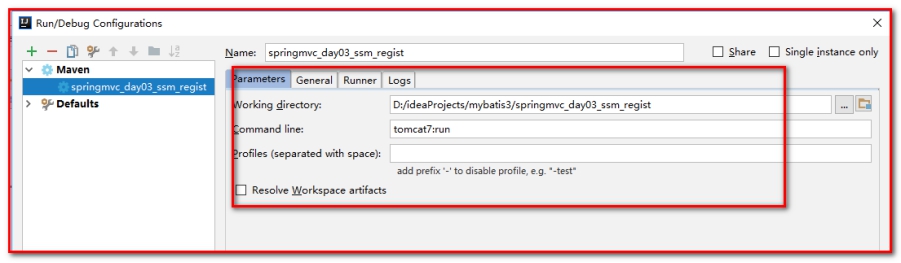 Run/Debug Configurations
Name: springmvc_day03_ssm_regist
Share
Single instance only
Maven
springmvc_day03_ssm_regist
Defaults
Parameters General Runner Logs
Working directory: D:/ideaProjects/mybatis3/springmvc_day03_ssm_regist ...
Command line: tomcat7:run
Profiles (separated with space):
add prefix '-' to disable profile, e.g. "-test"
Resolve Workspace artifacts